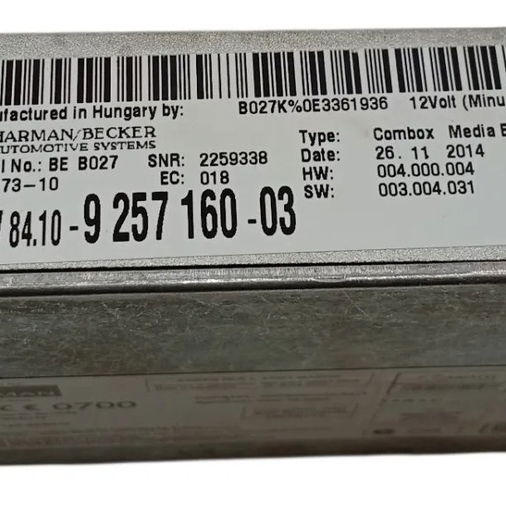 ufactured in Hungary by: B027K%0E3361936 12Volt (Minu
HARMAN/BECKER
AUTOMOTIVE SYSTEMS
l No.: BE B027 SNR: 2259338
73-10 EC: 018
Type: Combox Media E
Date: 26. 11 2014
HW: 004.000.004
SW: 003.004.031
84.10-9 257 160-03
MAN
CE 0700